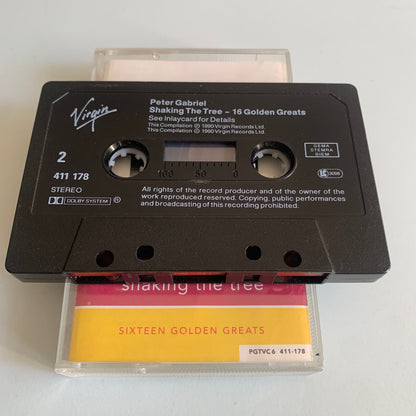 Virgin
Peter Gabriel
Shaking The Tree – 16 Golden Greats
See Inlaycard for Details
This Compilation ℗ 1990 Virgin Records Ltd.
This Compilation © 1990 Virgin Records Ltd.
GEMA
STEMRA
BIEM
2
411 178
100 50 0
STEREO
DOLBY SYSTEM ®
All rights of the record producer and of the owner of the
work reproduced reserved. Copying, public performances
and broadcasting of this recording prohibited.
shaking the tree
SIXTEEN GOLDEN GREATS
PGTVC6 411-178